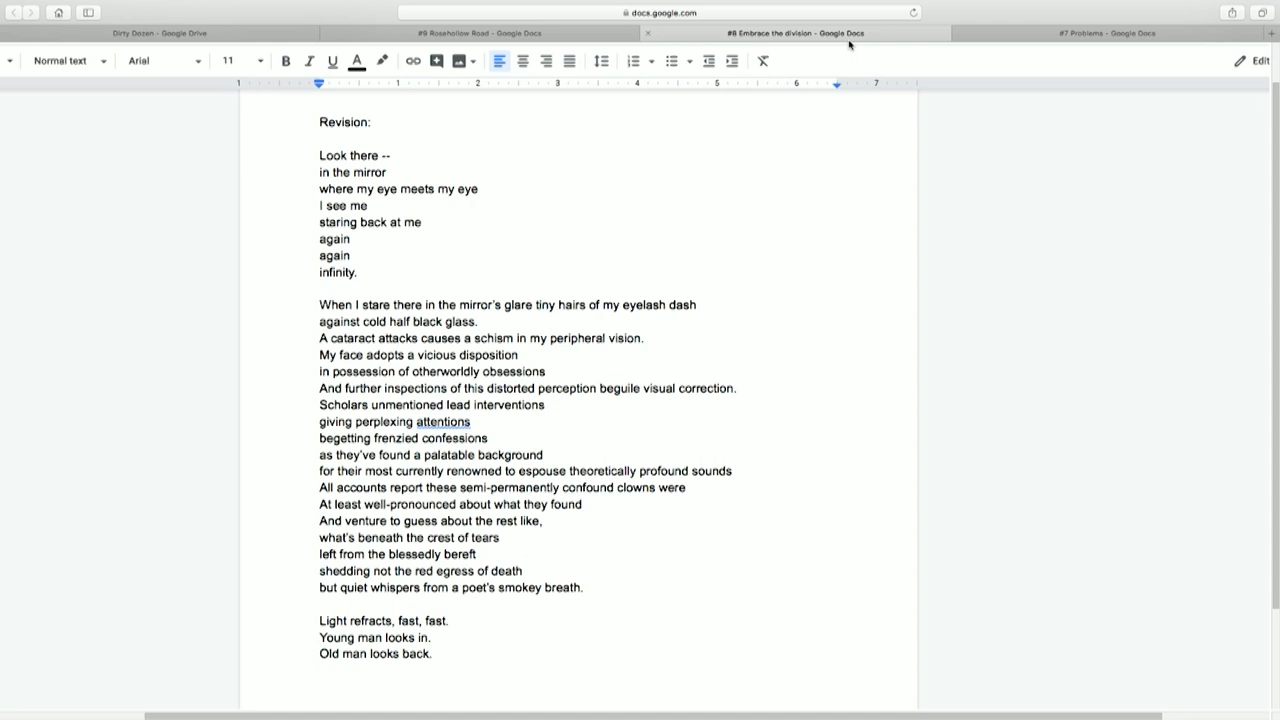 docs.google.com
Dirty Dozen - Google Drive
#9 Rosehollow Road - Google Docs
#8 Embrace the division - Google Docs
#7 Problems - Google Docs
Normal text
Arial
11
B
I
U
A
Edit
1
1
2
3
4
5
6
7
Revision:
Look there --
in the mirror
where my eye meets my eye
I see me
staring back at me
again
again
infinity.
When I stare there in the mirror's glare tiny hairs of my eyelash dash
against cold half black glass.
A cataract attacks causes a schism in my peripheral vision.
My face adopts a vicious disposition
in possession of otherworldly obsessions
And further inspections of this distorted perception beguile visual correction.
Scholars unmentioned lead interventions
giving perplexing attentions
begetting frenzied confessions
as they've found a palatable background
for their most currently renowned to espouse theoretically profound sounds
All accounts report these semi-permanently confound clowns were
At least well-pronounced about what they found
And venture to guess about the rest like,
what's beneath the crest of tears
left from the blessedly bereft
shedding not the red egress of death
but quiet whispers from a poet's smokey breath.
Light refracts, fast, fast.
Young man looks in.
Old man looks back.